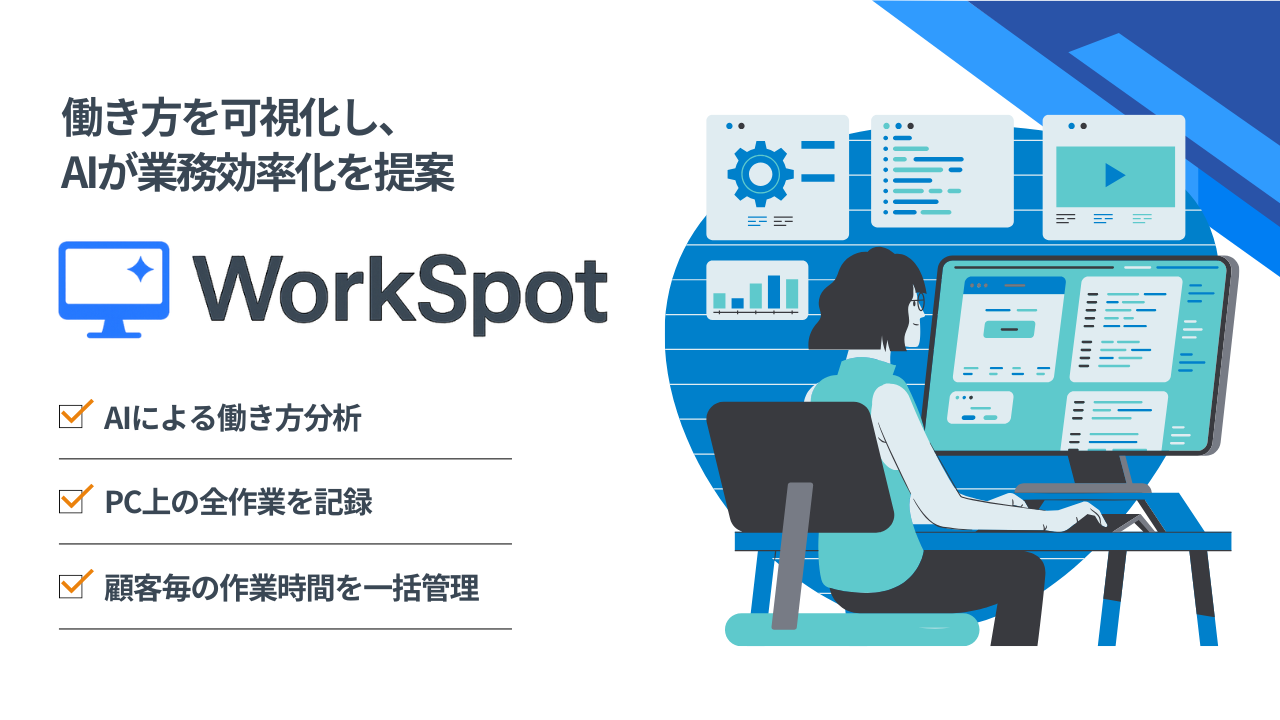 働き方を可視化し、
AIが業務効率化を提案
WorkSpot
AIによる働き方分析
PC上の全作業を記録
顧客毎の作業時間を一括管理